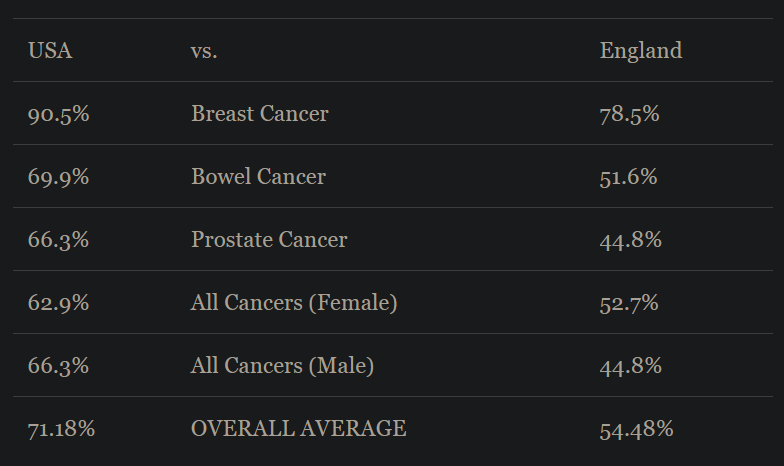 USA vs. England
90.5% Breast Cancer 78.5%
69.9% Bowel Cancer 51.6%
66.3% Prostate Cancer 44.8%
62.9% All Cancers (Female) 52.7%
66.3% All Cancers (Male) 44.8%
71.18% OVERALL AVERAGE 54.48%